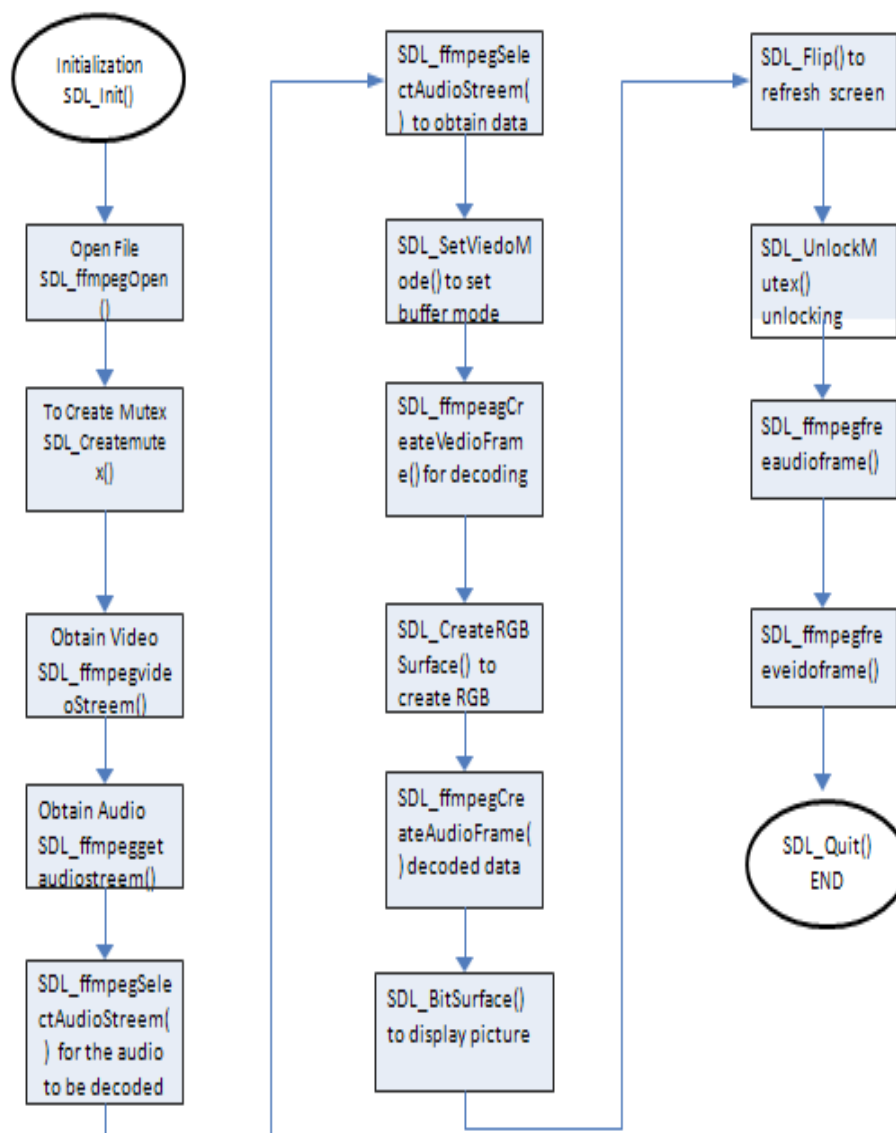 Initialization
SDL_Init()
Open File
SDL_ffmpegOpen
()
To Create Mutex
SDL_Createmute
x()
Obtain Video
SDL_ffmpegvide
oStreem()
Obtain Audio
SDL_ffmpegget
audiostreem()
SDL_ffmpegSele
ctAudioStreem(
) for the audio
to be decoded
SDL_ffmpegSele
ctAudioStreem(
) to obtain data
SDL_SetViedoM
ode() to set
buffer mode
SDL_ffmpeagCr
eateVedioFram
e() for decoding
SDL_CreateRGB
Surface() to
create RGB
SDL_ffmpegCre
ateAudioFrame(
) decoded data
SDL_BitSurface()
to display picture
SDL_Flip() to
refresh screen
SDL_UnlockM
utex()
unlocking
SDL_ffmpegfre
eaudioframe()
SDL_ffmpegfre
eveidoframe()
SDL_Quit()
END